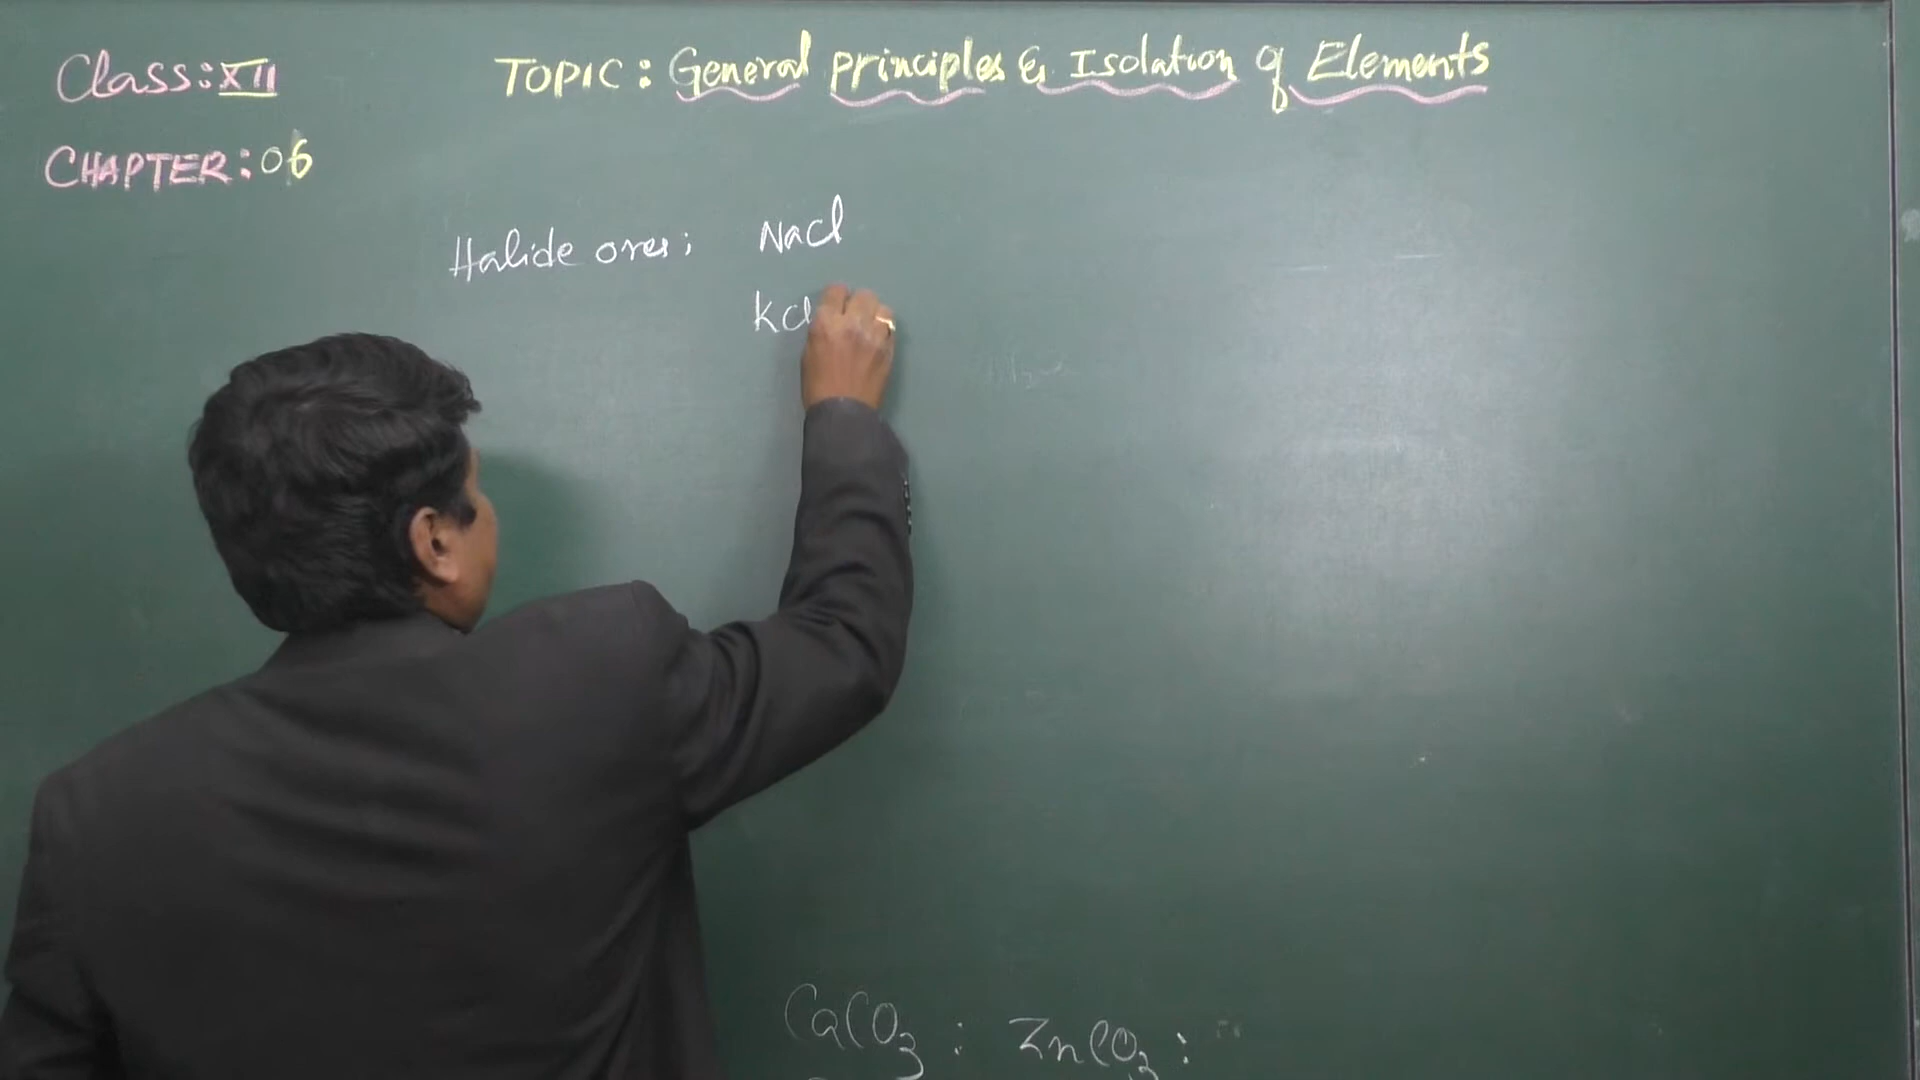 Class: XII
TOPIC: General principles & Isolation of Elements
CHAPTER: 06
Halide ores; NaCl
KCl
CaCO3 : ZnCO3 :